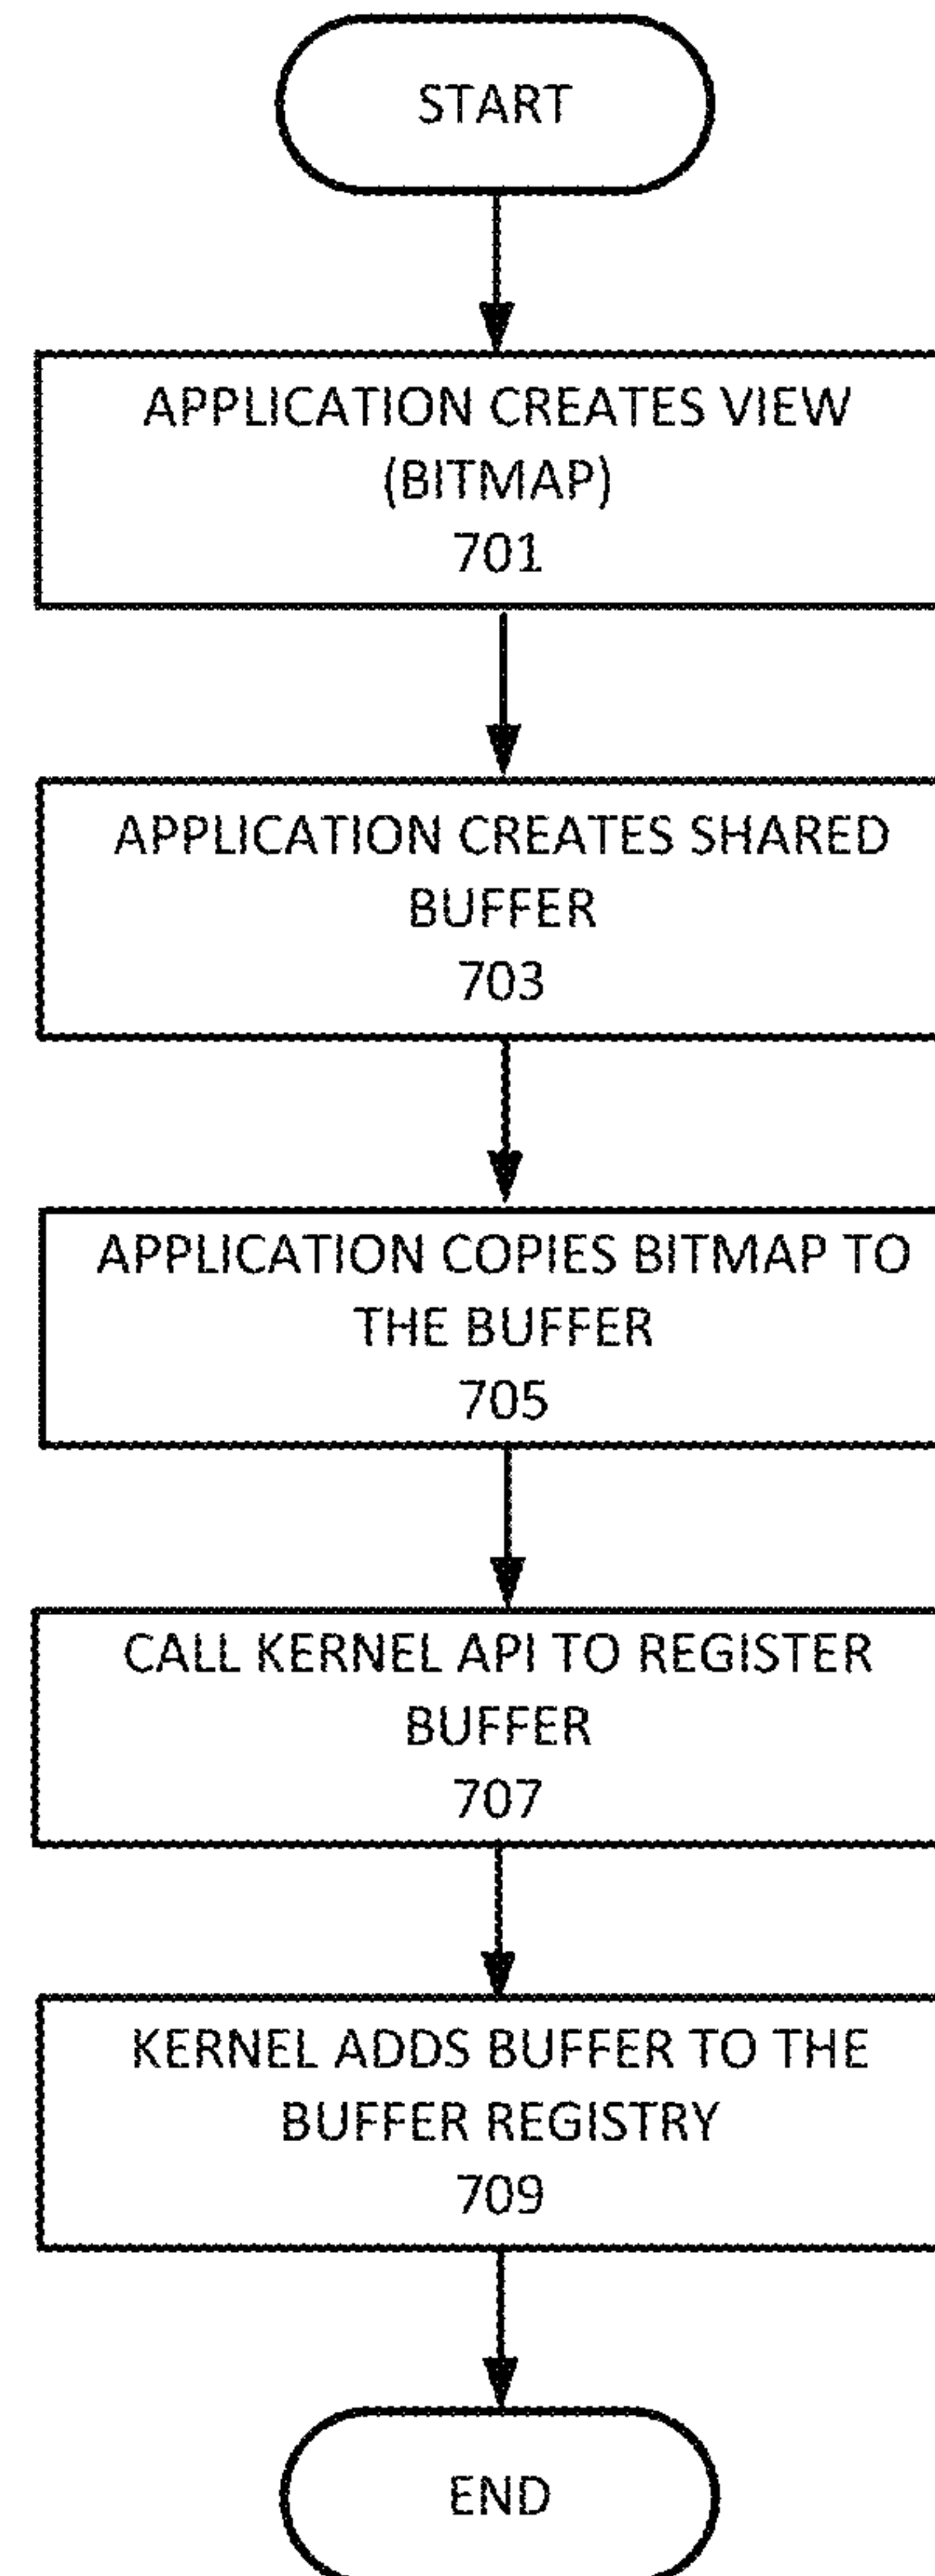 START
APPLICATION CREATES VIEW
(BITMAP)
701
APPLICATION CREATES SHARED
BUFFER
703
APPLICATION COPIES BITMAP TO
THE BUFFER
705
CALL KERNEL API TO REGISTER
BUFFER
707
KERNEL ADDS BUFFER TO THE
BUFFER REGISTRY
709
END